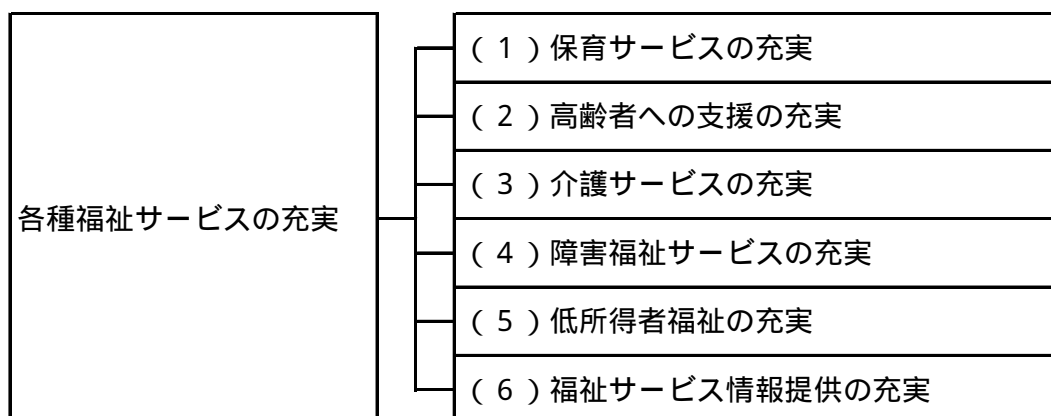 各種福祉サービスの充実
(1)保育サービスの充実
(2)高齢者への支援の充実
(3)介護サービスの充実
(4)障害福祉サービスの充実
(5)低所得者福祉の充実
(6)福祉サービス情報提供の充実